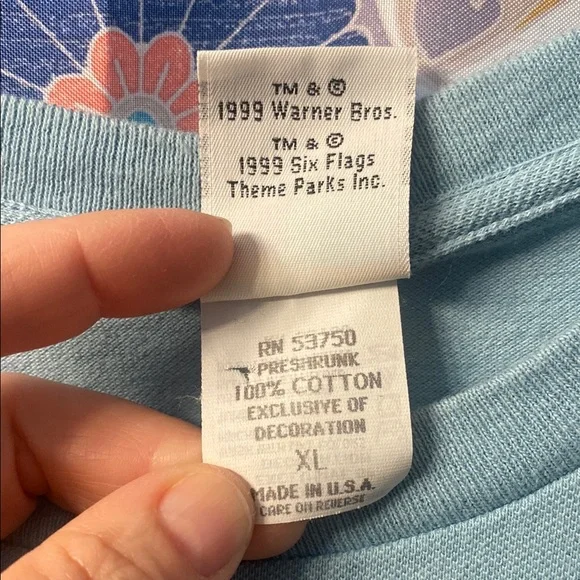 TM & ©
1999 Warner Bros.
TM & ©
1999 Six Flags
Theme Parks Inc.
RN 53750
PRESHRUNK
100% COTTON
EXCLUSIVE OF
DECORATION
XL
MADE IN U.S.A.
CARE ON REVERSE